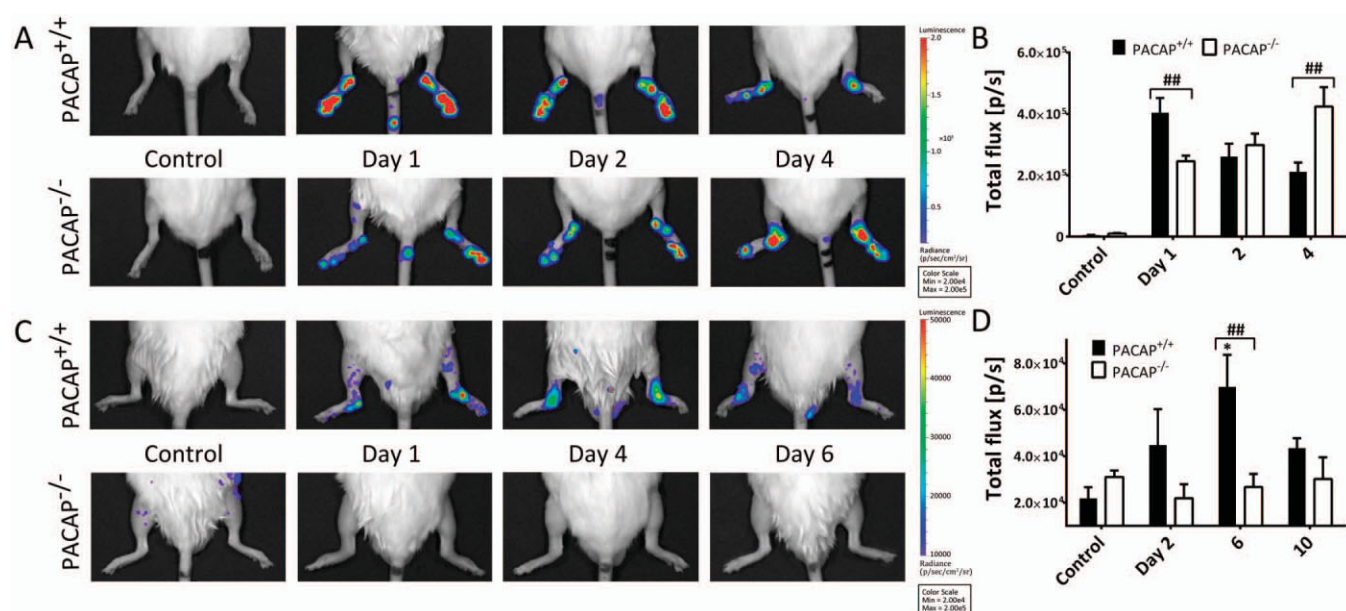 A
PACAP+/+
Control
Day 1
Day 2
Day 4
PACAP-/-
Luminescence
2.0
×10⁵
1.0
0.5
Radiance
(p/sec/cm²/sr)
Color Scale
Min = 2.00e4
Max = 2.00e5
B
PACAP+/+
PACAP-/-
Total flux [p/s]
6.0×10⁵
4.0×10⁵
2.0×10⁵
0
##
##
Control
Day 1
2
4
C
PACAP+/+
Control
Day 1
Day 4
Day 6
PACAP-/-
Luminescence
50000
40000
30000
20000
10000
Radiance
(p/sec/cm²/sr)
Color Scale
Min = 2.00e4
Max = 2.00e5
D
PACAP+/+
PACAP-/-
Total flux [p/s]
8.0×10⁴
6.0×10⁴
4.0×10⁴
2.0×10⁴
##
*
Control
Day 2
6
10